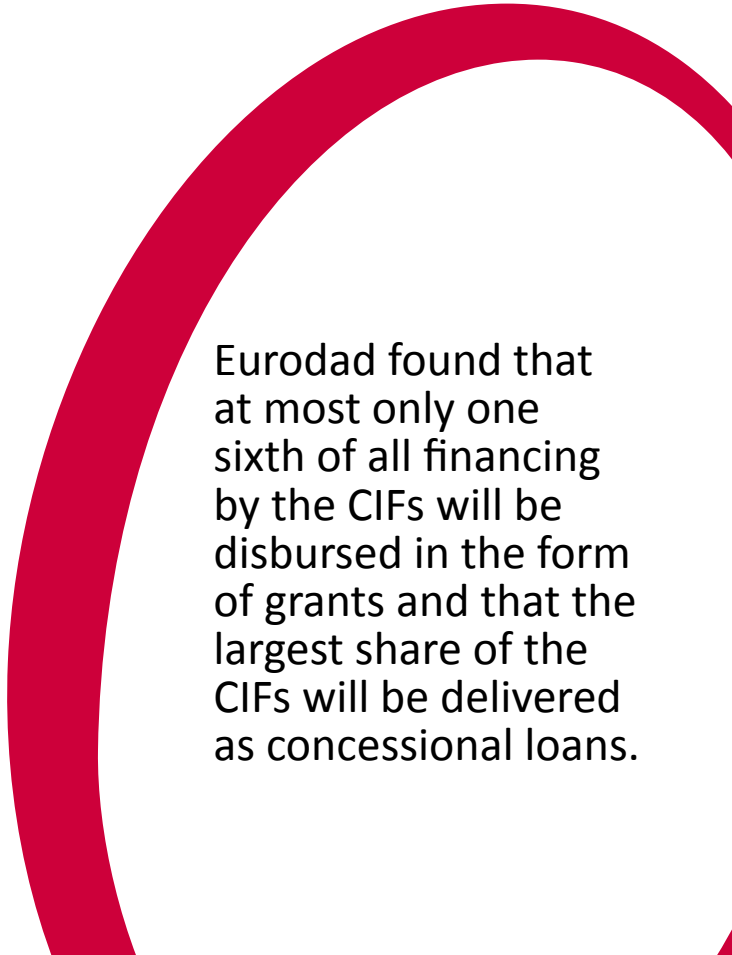 Eurodad found that
at most only one
sixth of all financing
by the CIFs will be
disbursed in the form
of grants and that the
largest share of the
CIFs will be delivered
as concessional loans.